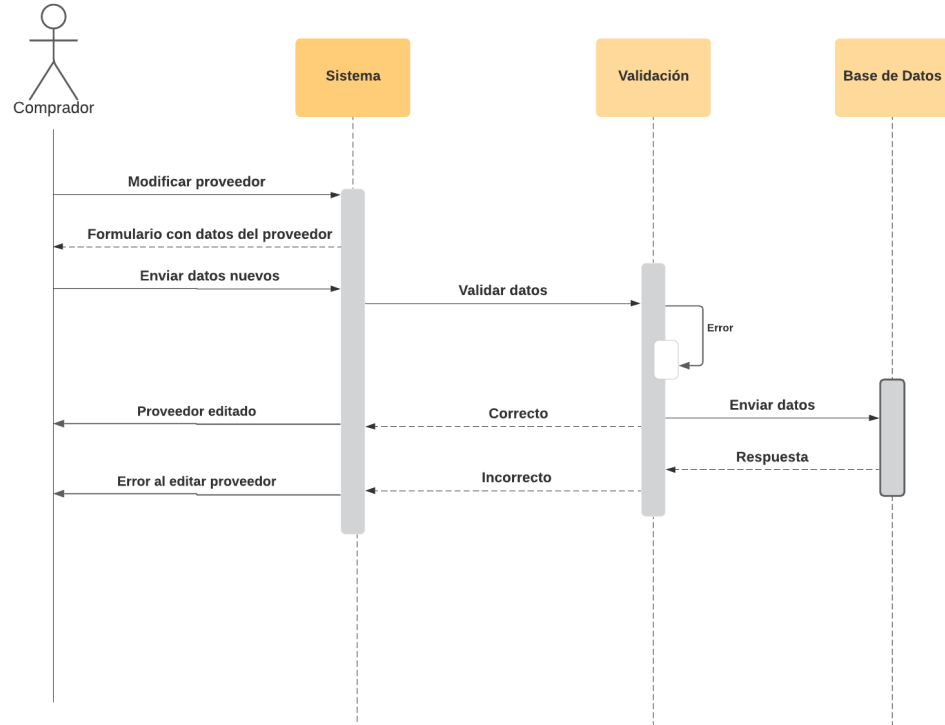 Comprador
Sistema
Validación
Base de Datos
Modificar proveedor
Formulario con datos del proveedor
Enviar datos nuevos
Validar datos
Error
Proveedor editado
Correcto
Enviar datos
Respuesta
Error al editar proveedor
Incorrecto